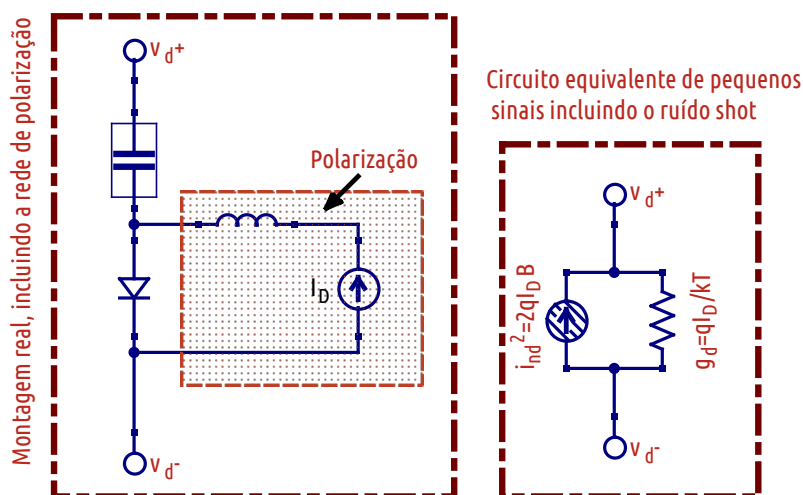 Montagem real, incluindo a rede de polarização
v d+
Polarização
I D
v d-
Circuito equivalente de pequenos
sinais incluindo o ruído shot
v d+
i nd 2=2qI D B
g d=qI D/kT
v d-